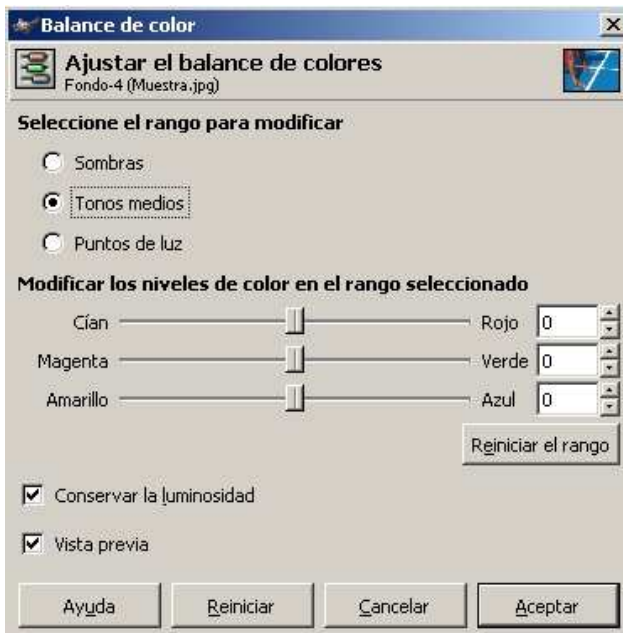 Balance de color
Ajustar el balance de colores
Fondo-4 (Muestra.jpg)
Seleccione el rango para modificar
Sombras
Tonos medios
Puntos de luz
Modificar los niveles de color en el rango seleccionado
Cían Rojo 0
Magenta Verde 0
Amarillo Azul 0
Reiniciar el rango
Conservar la luminosidad
Vista previa
Ayuda Reiniciar Cancelar Aceptar